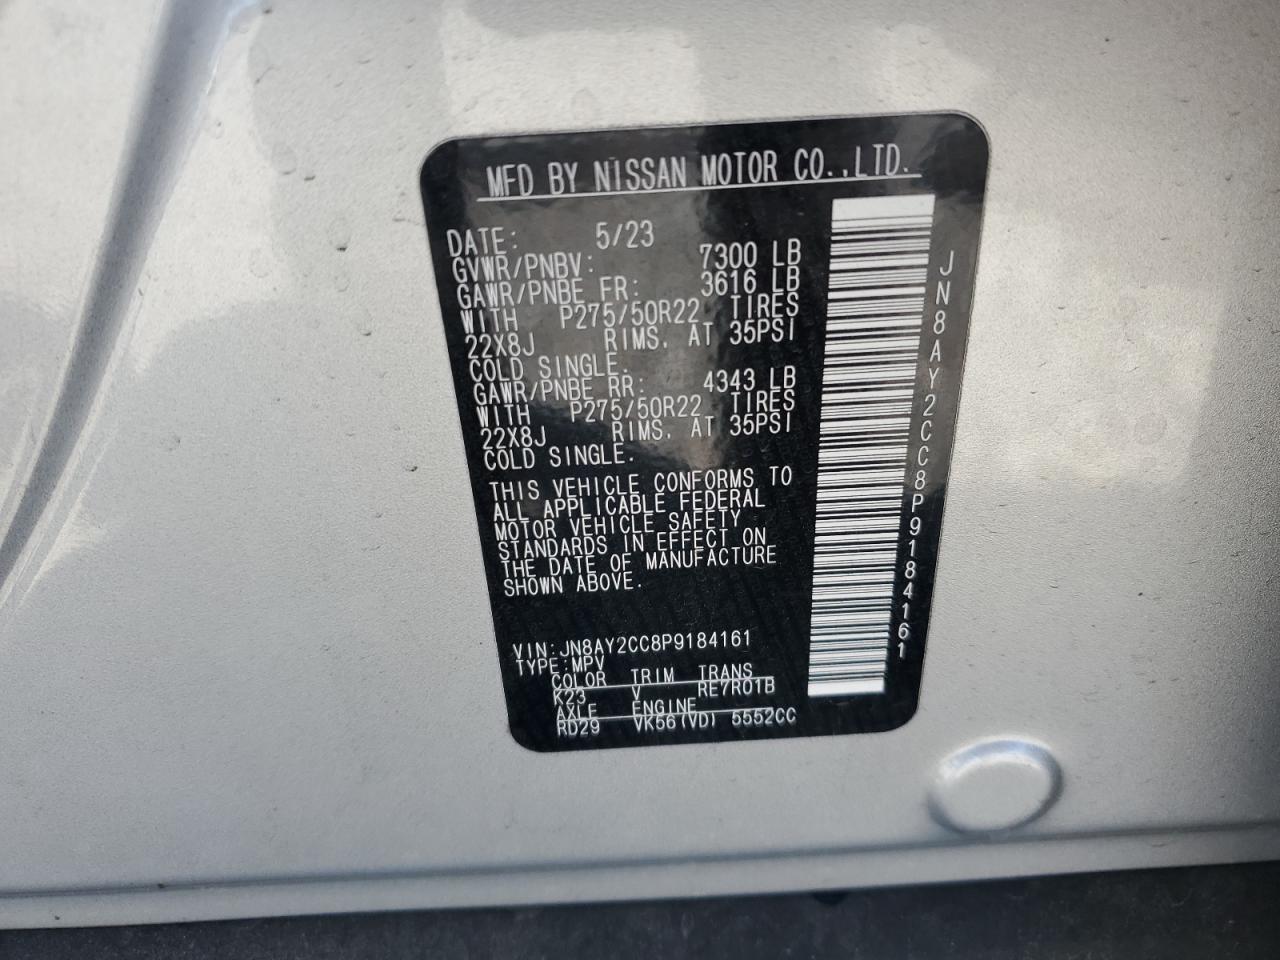 MFD BY NISSAN MOTOR CO.,LTD.
DATE: 5/23
GVWR/PNBV: 7300 LB
GAWR/PNBE FR: 3616 LB
WITH P275/50R22 TIRES
22X8J RIMS, AT 35PSI
COLD SINGLE.
GAWR/PNBE RR: 4343 LB
WITH P275/50R22 TIRES
22X8J RIMS, AT 35PSI
COLD SINGLE.
THIS VEHICLE CONFORMS TO
ALL APPLICABLE FEDERAL
MOTOR VEHICLE SAFETY
STANDARDS IN EFFECT ON
THE DATE OF MANUFACTURE
SHOWN ABOVE.
VIN:JN8AY2CC8P9184161
TYPE:MPV
COLOR TRIM TRANS
K23 V RE7R01B
AXLE ENGINE
RD29 VK56(VD) 5552CC
JN8AY2CC8P9184161